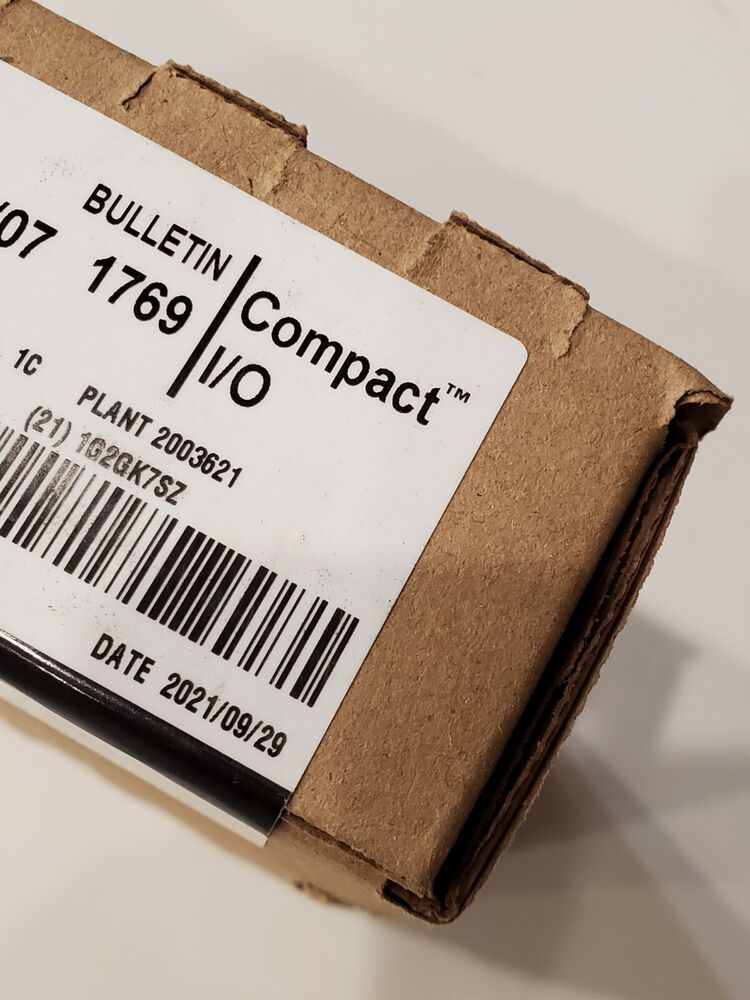 BULLETIN
/07 1769
Compact™
I/O
1C PLANT 2003621
(21) 1G2GK7SZ
DATE 2021/09/29